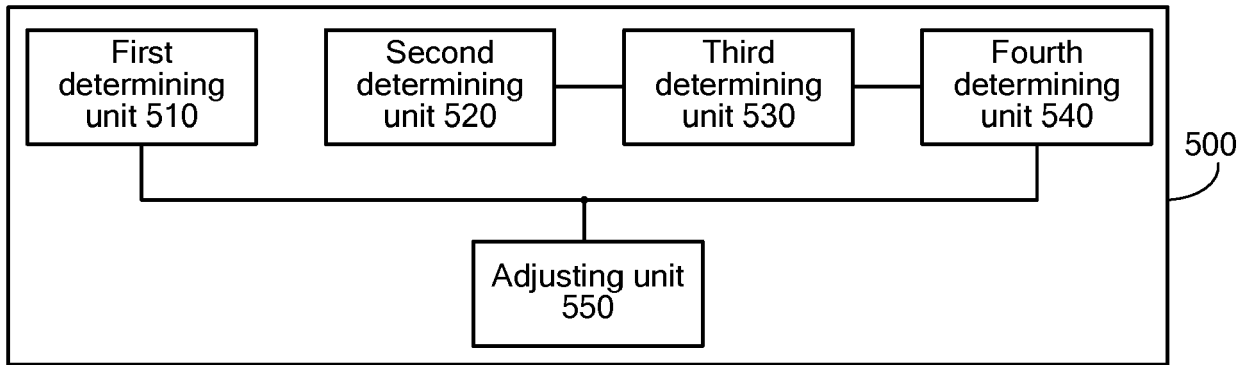 First
determining
unit 510
Second
determining
unit 520
Third
determining
unit 530
Fourth
determining
unit 540
500
Adjusting unit
550